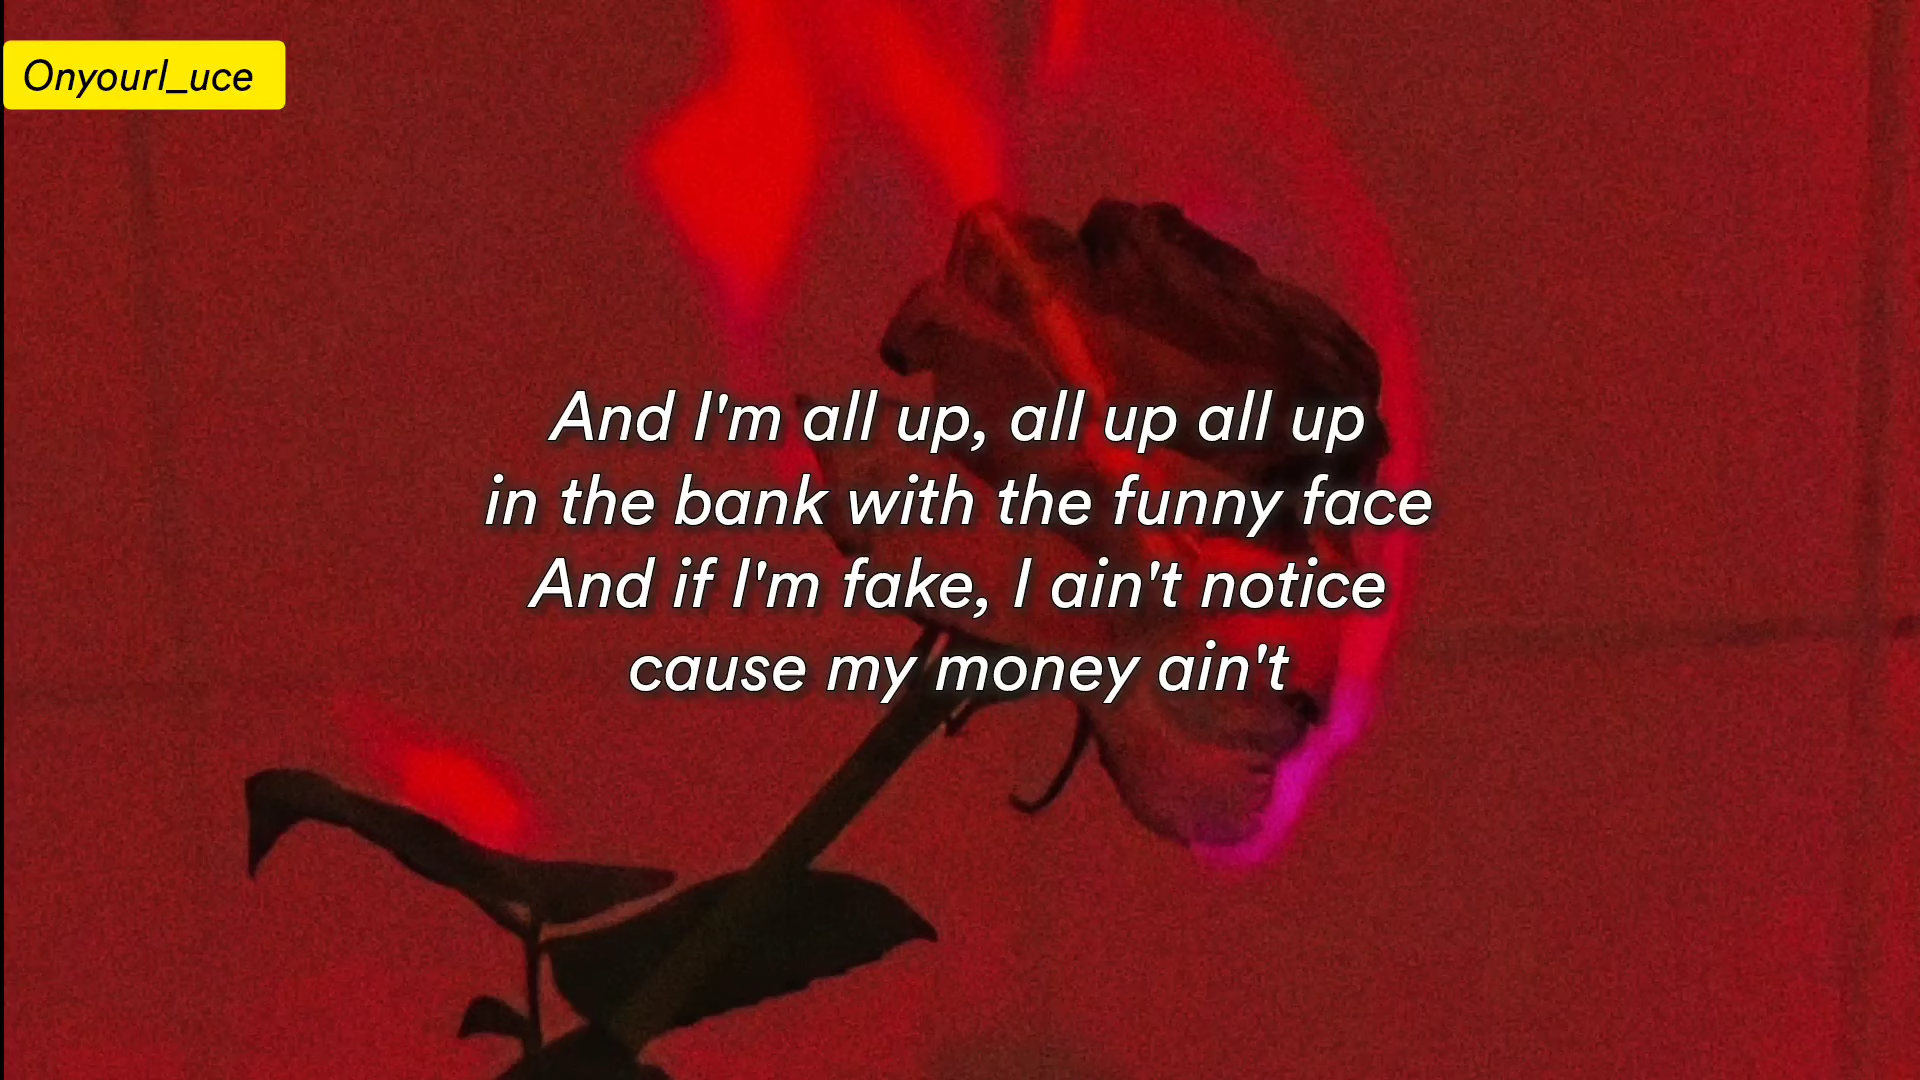 Onyourl_uce
And I'm all up, all up all up
in the bank with the funny face
And if I'm fake, I ain't notice
cause my money ain't